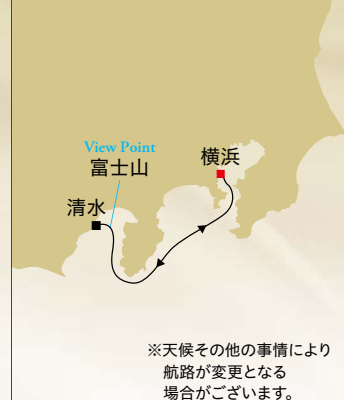 View Point
富士山
横浜
清水
※天候その他の事情により
航路が変更となる
場合がございます。